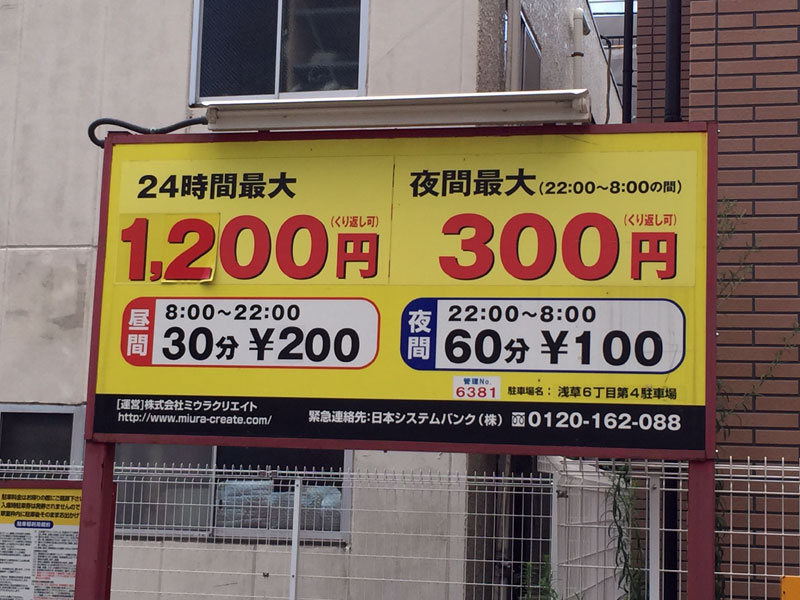 24時間最大
1,200円
(くり返し可)
夜間最大(22:00～8:00の間)
300円
(くり返し可)
昼間
8:00～22:00
30分 ¥200
夜間
22:00～8:00
60分 ¥100
管理No.
6381
駐車場名： 浅草6丁目第4駐車場
[運営]株式会社ミウラクリエイト
http://www.miura-create.com/
緊急連絡先：日本システムバンク(株) 0120-162-088